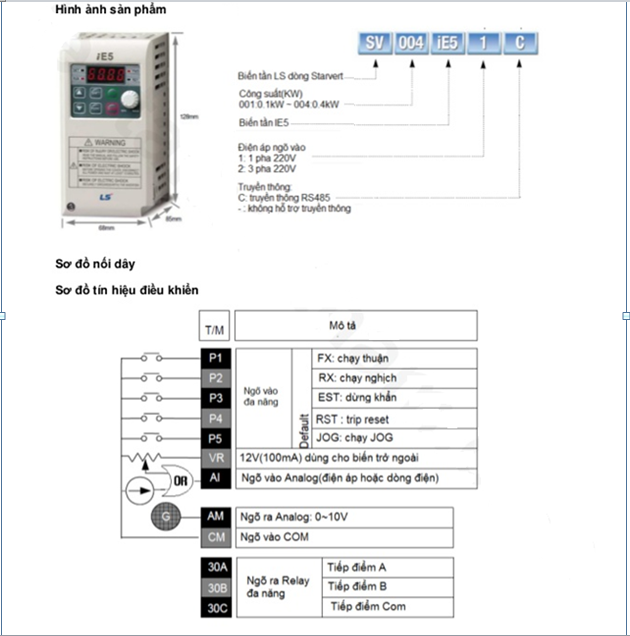 Hình ảnh sản phẩm
iE5
88.88
WARNING
LS
128mm
68mm
85mm
SV 004 iE5 1 C
Biến tần LS dòng Starvert
Công suất(KW)
001:0.1kW ~ 004:0.4kW
Biến tần IE5
Điện áp ngõ vào
1: 1 pha 220V
2: 3 pha 220V
Truyền thông:
C: truyền thông RS485
- : không hỗ trợ truyền thông
Sơ đồ nối dây
Sơ đồ tín hiệu điều khiển
T/M Mô tả
P1 FX: chạy thuận
P2 RX: chạy nghịch
Ngõ vào
đa năng
Default
P3 EST: dừng khẩn
P4 RST : trip reset
P5 JOG: chạy JOG
VR 12V(100mA) dùng cho biến trở ngoài
OR
AI Ngõ vào Analog(điện áp hoặc dòng điện)
G
AM Ngõ ra Analog: 0~10V
CM Ngõ vào COM
30A Tiếp điểm A
Ngõ ra Relay
đa năng
30B Tiếp điểm B
30C Tiếp điểm Com